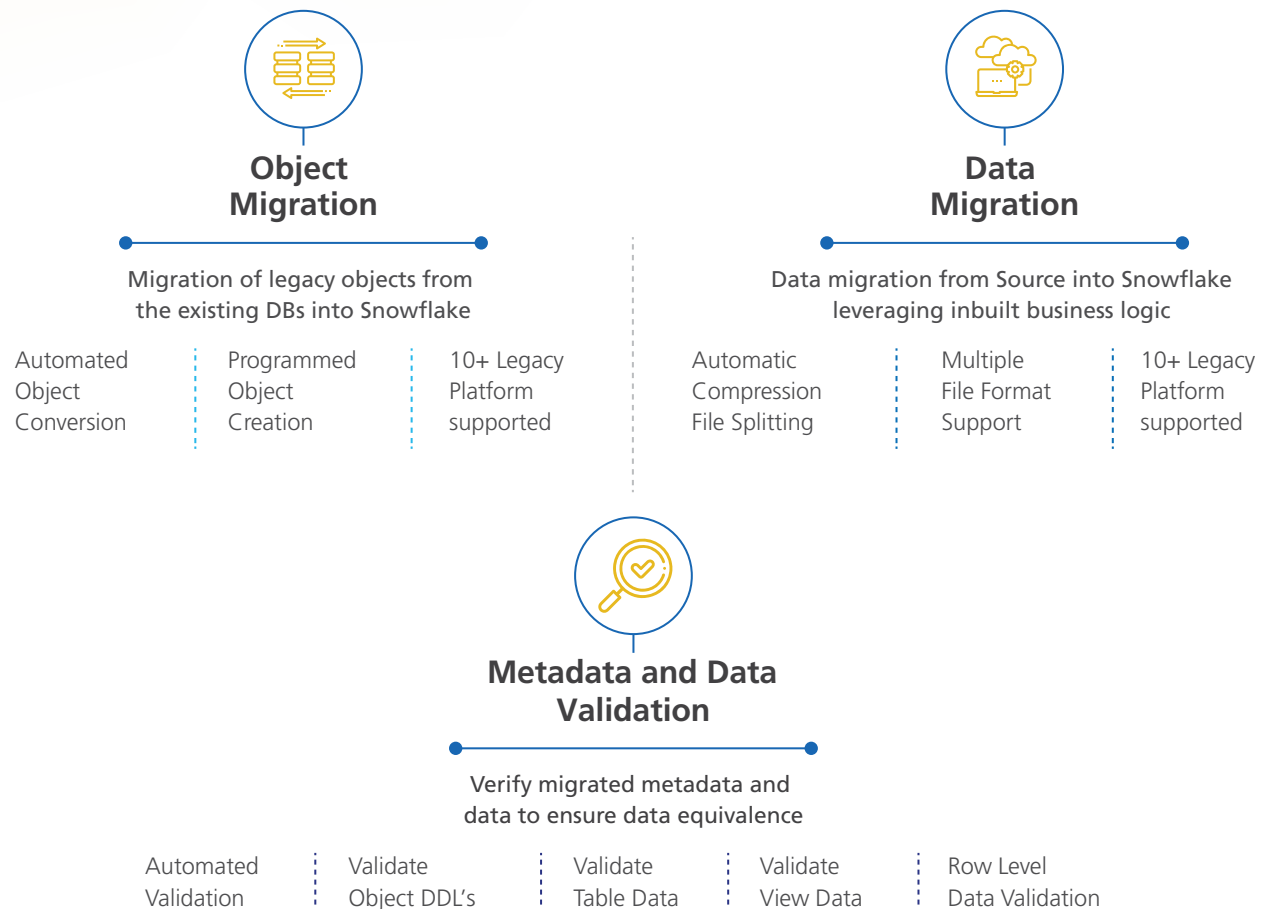 Object
Migration
Migration of legacy objects from
the existing DBs into Snowflake
Automated
Object
Conversion
Programmed
Object
Creation
10+ Legacy
Platform
supported
Data
Migration
Data migration from Source into Snowflake
leveraging inbuilt business logic
Automatic
Compression
File Splitting
Multiple
File Format
Support
10+ Legacy
Platform
supported
Metadata and Data
Validation
Verify migrated metadata and
data to ensure data equivalence
Automated
Validation
Validate
Object DDL's
Validate
Table Data
Validate
View Data
Row Level
Data Validation